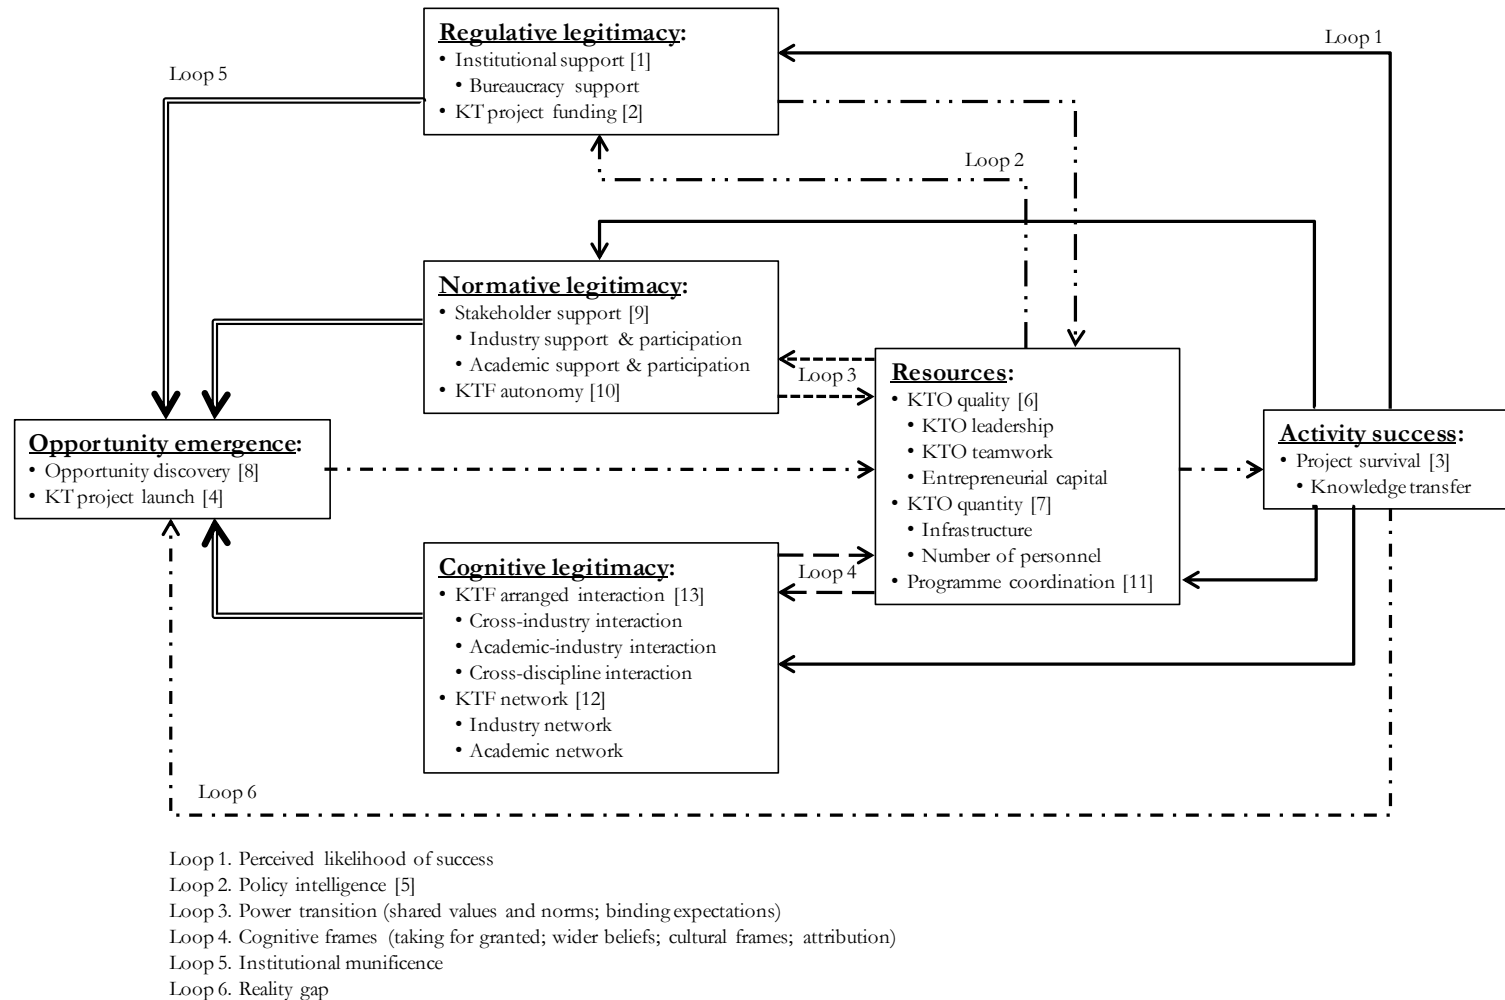 Regulative legitimacy:
• Institutional support [1]
• Bureaucracy support
• KT project funding [2]
Loop 1
Loop 5
Loop 2
Normative legitimacy:
• Stakeholder support [9]
• Industry support & participation
• Academic support & participation
• KTF autonomy [10]
Loop 3
Resources:
• KTO quality [6]
• KTO leadership
• KTO teamwork
• Entrepreneurial capital
• KTO quantity [7]
• Infrastructure
• Number of personnel
• Programme coordination [11]
Activity success:
• Project survival [3]
• Knowledge transfer
Opportunity emergence:
• Opportunity discovery [8]
• KT project launch [4]
Cognitive legitimacy:
• KTF arranged interaction [13]
• Cross-industry interaction
• Academic-industry interaction
• Cross-discipline interaction
• KTF network [12]
• Industry network
• Academic network
Loop 4
Loop 6
Loop 1. Perceived likelihood of success
Loop 2. Policy intelligence [5]
Loop 3. Power transition (shared values and norms; binding expectations)
Loop 4. Cognitive frames (taking for granted; wider beliefs; cultural frames; attribution)
Loop 5. Institutional munificence
Loop 6. Reality gap